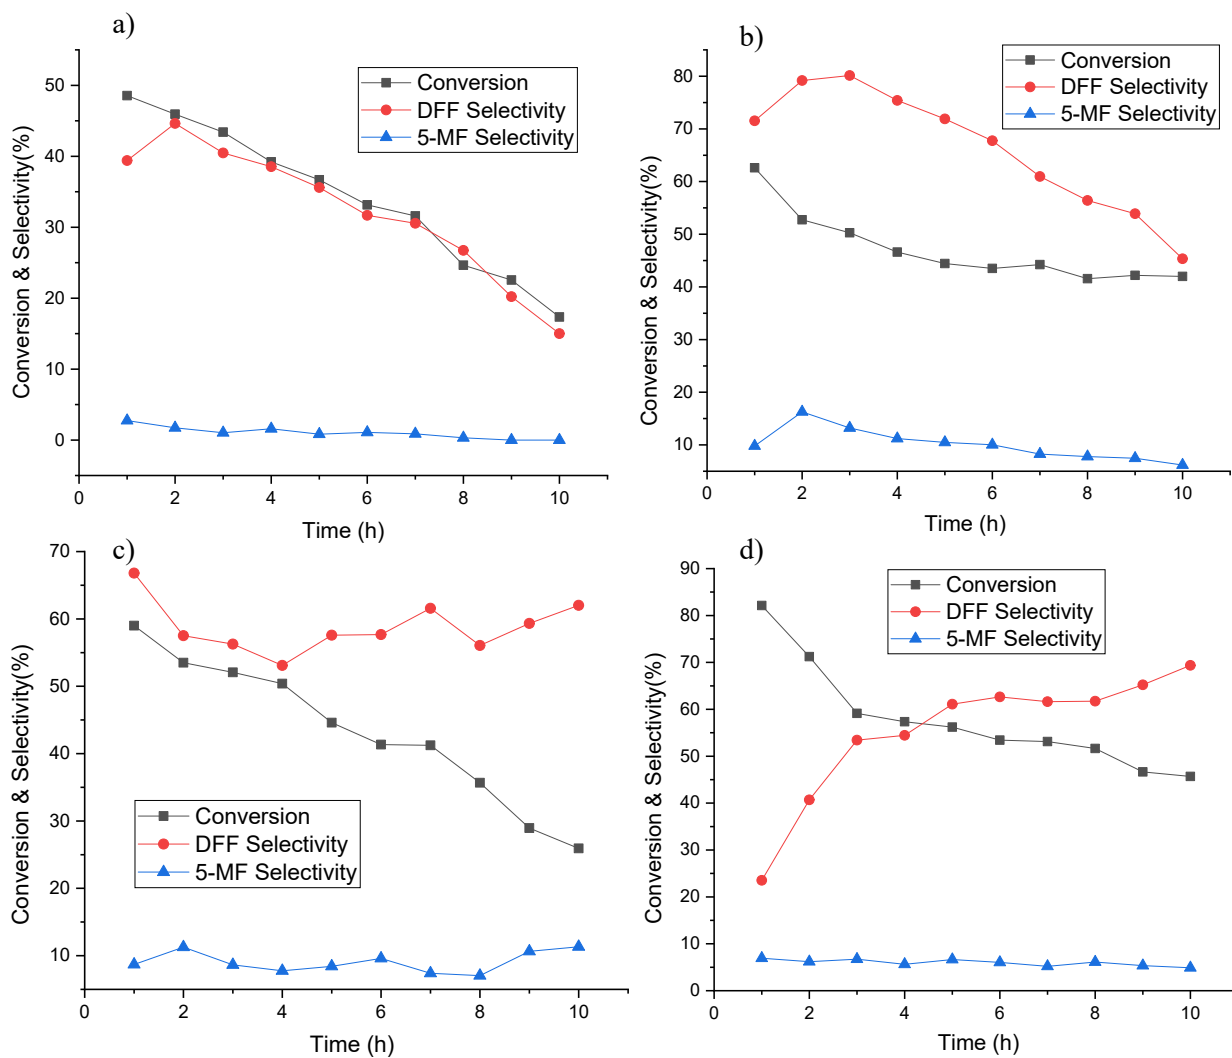 a)
Conversion & Selectivity(%)
50
40
30
20
10
0
Conversion
DFF Selectivity
5-MF Selectivity
0 2 4 6 8 10
Time (h)
b)
Conversion & Selectivity(%)
80
70
60
50
40
30
20
10
Conversion
DFF Selectivity
5-MF Selectivity
0 2 4 6 8 10
Time (h)
c)
Conversion & Selectivity(%)
70
60
50
40
30
20
10
Conversion
DFF Selectivity
5-MF Selectivity
0 2 4 6 8 10
Time (h)
d)
Conversion & Selectivity(%)
90
80
70
60
50
40
30
20
10
0
Conversion
DFF Selectivity
5-MF Selectivity
0 2 4 6 8 10
Time (h)